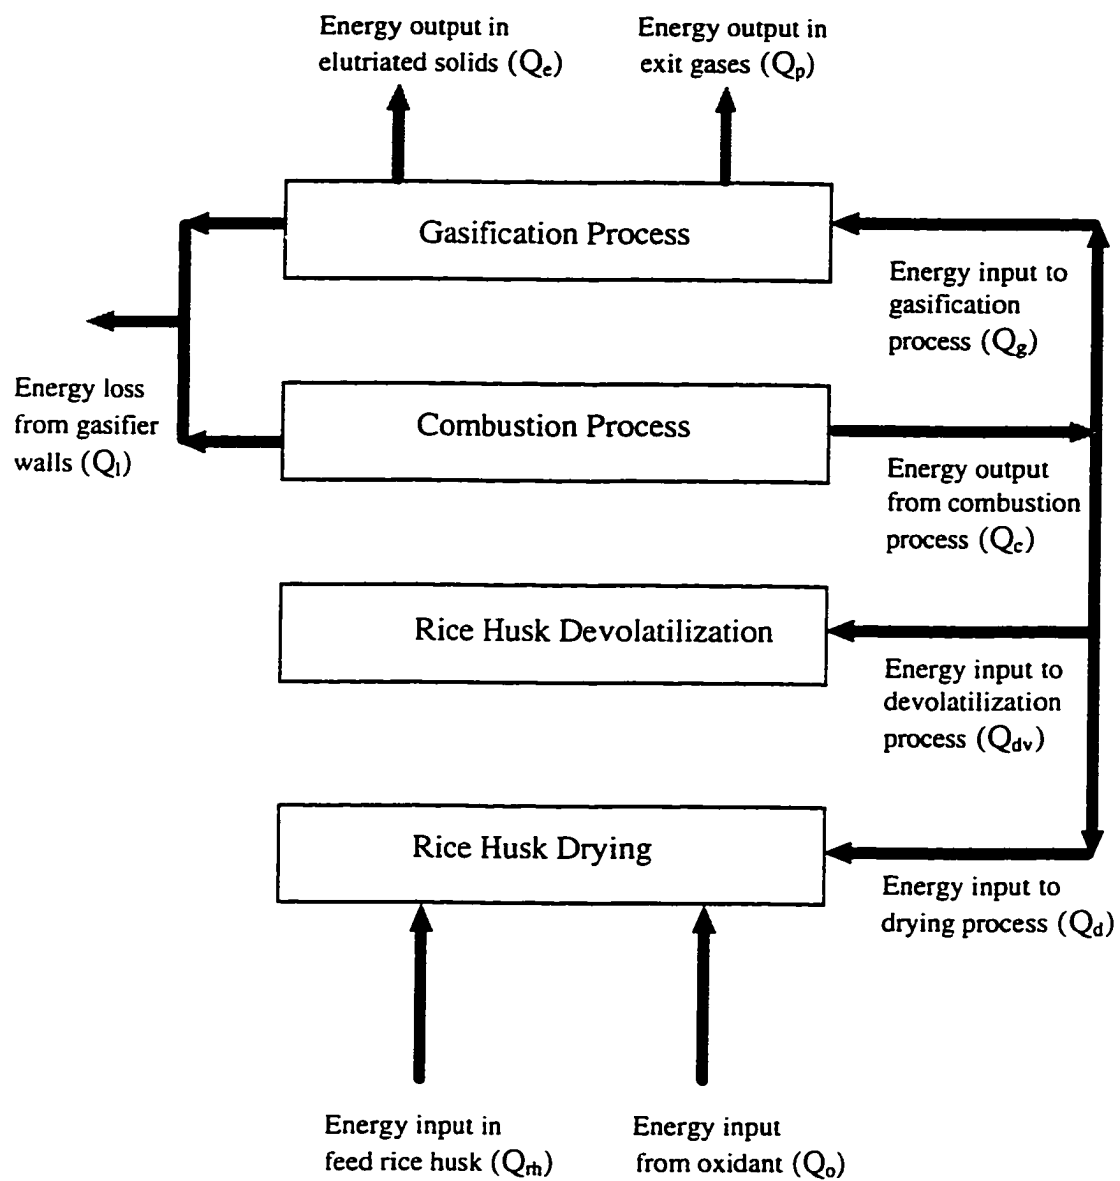 Energy output in
elutriated solids (Qe)
Energy output in
exit gases (Qp)
Gasification Process
Energy input to
gasification
process (Qg)
Energy loss
from gasifier
walls (Ql)
Combustion Process
Energy output
from combustion
process (Qc)
Rice Husk Devolatilization
Energy input to
devolatilization
process (Qdv)
Rice Husk Drying
Energy input to
drying process (Qd)
Energy input in
feed rice husk (Qrh)
Energy input
from oxidant (Qo)